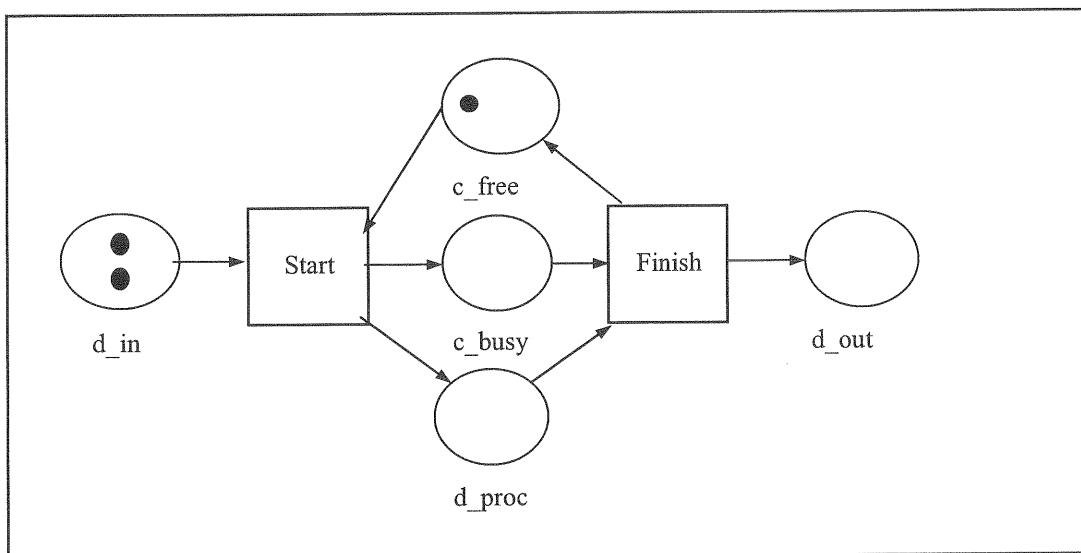 c_free
Start
Finish
d_in
c_busy
d_out
d_proc